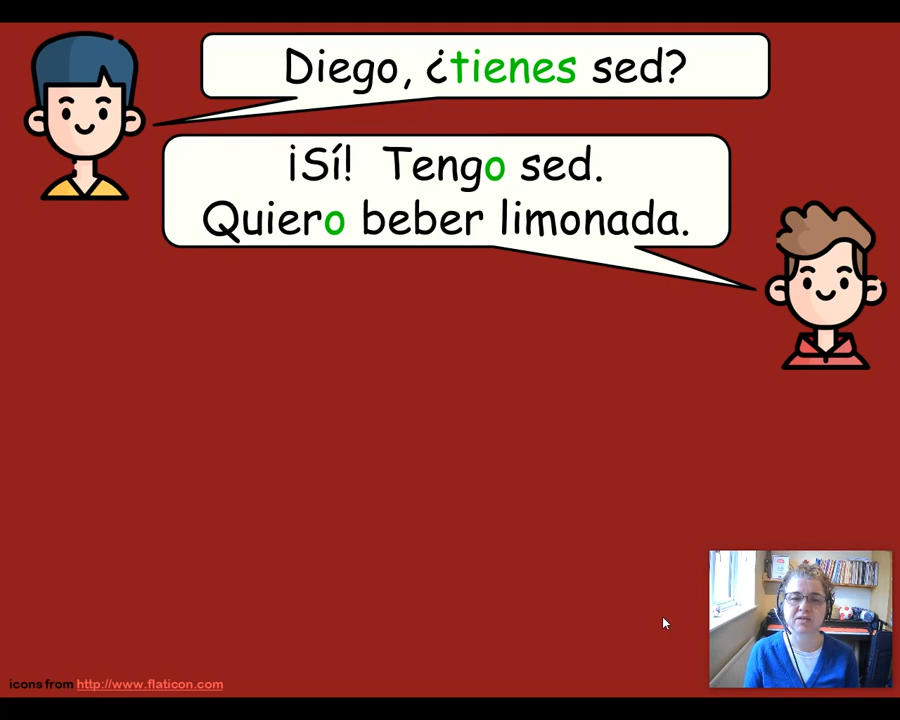 Diego, ¿tienes sed?
¡Sí! Tengo sed.
Quiero beber limonada.
icons from http://www.flaticon.com